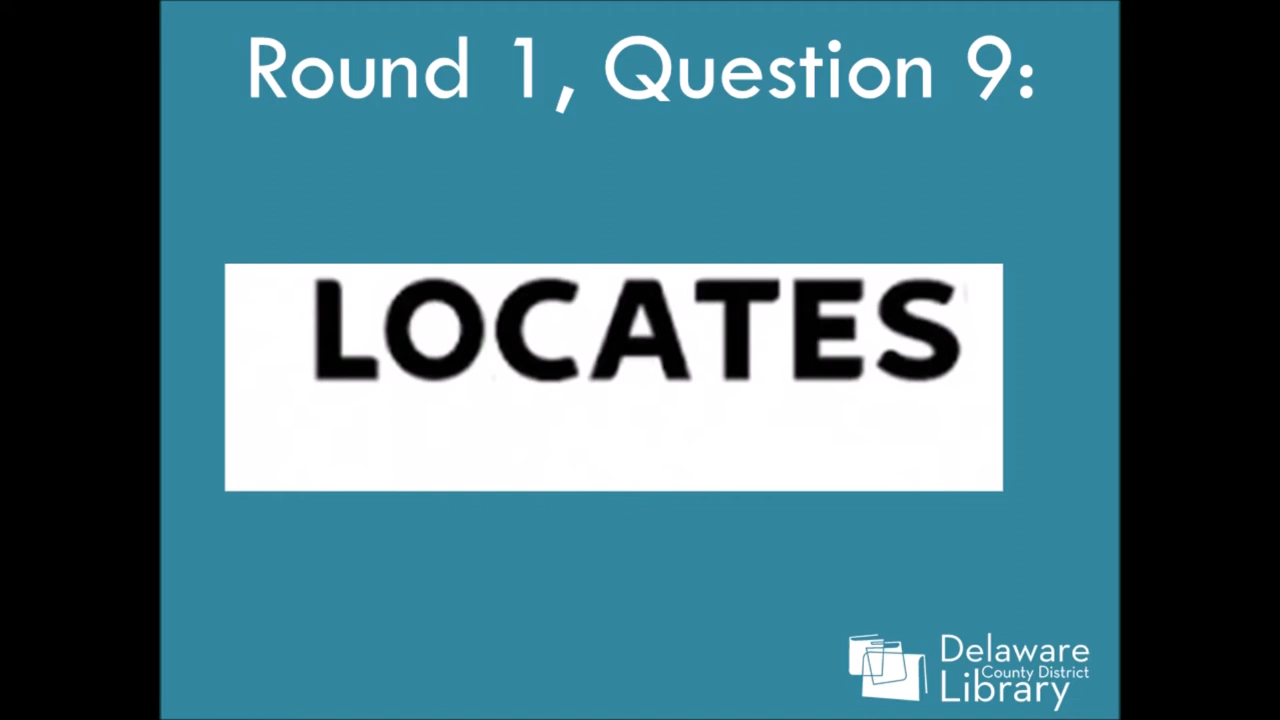 Round 1, Question 9:
LOCATES
Delaware
County District
Library